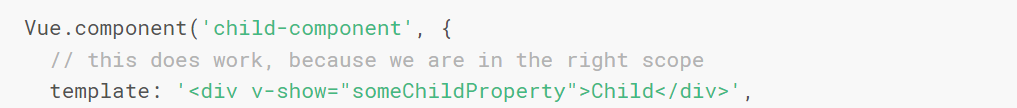 Vue.component('child-component', {
// this does work, because we are in the right scope
template: '<div v-show="someChildProperty">Child</div>',